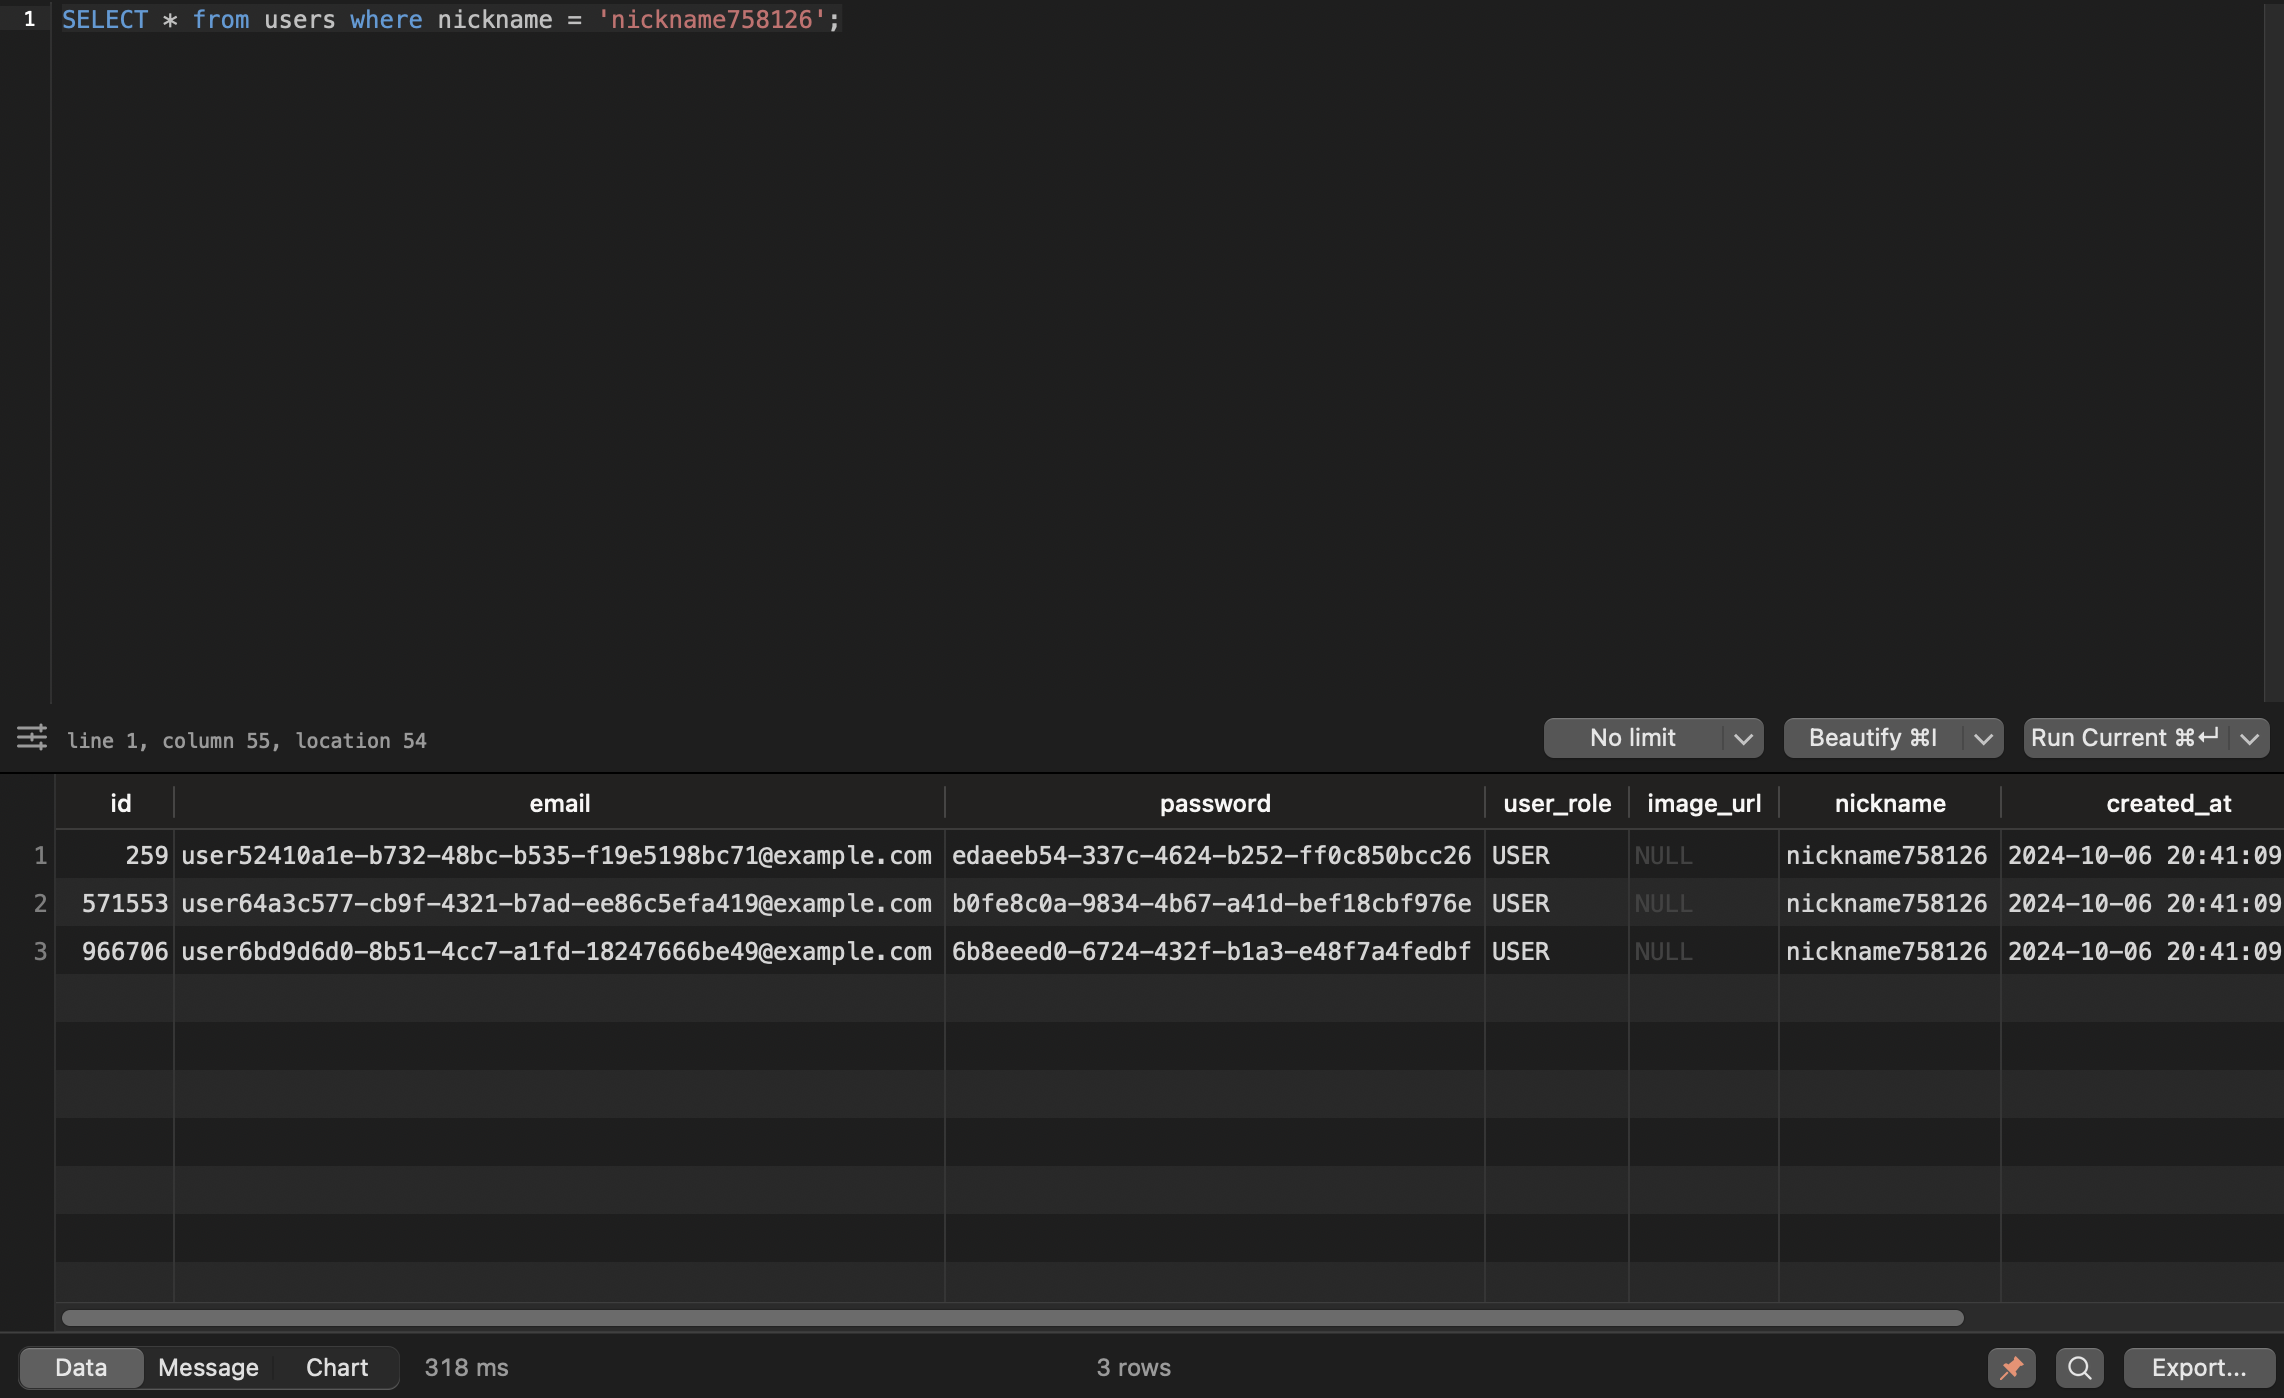 1 SELECT * from users where nickname = 'nickname758126';
line 1, column 55, location 54 No limit Beautify ⌘I Run Current ⌘↵
id email password user_role image_url nickname created_at
1 259 user52410a1e-b732-48bc-b535-f19e5198bc71@example.com edaeeb54-337c-4624-b252-ff0c850bcc26 USER NULL nickname758126 2024-10-06 20:41:09
2 571553 user64a3c577-cb9f-4321-b7ad-ee86c5efa419@example.com b0fe8c0a-9834-4b67-a41d-bef18cbf976e USER NULL nickname758126 2024-10-06 20:41:09
3 966706 user6bd9d6d0-8b51-4cc7-a1fd-18247666be49@example.com 6b8eeed0-6724-432f-b1a3-e48f7a4fedbf USER NULL nickname758126 2024-10-06 20:41:09
Data Message Chart 318 ms 3 rows Export...